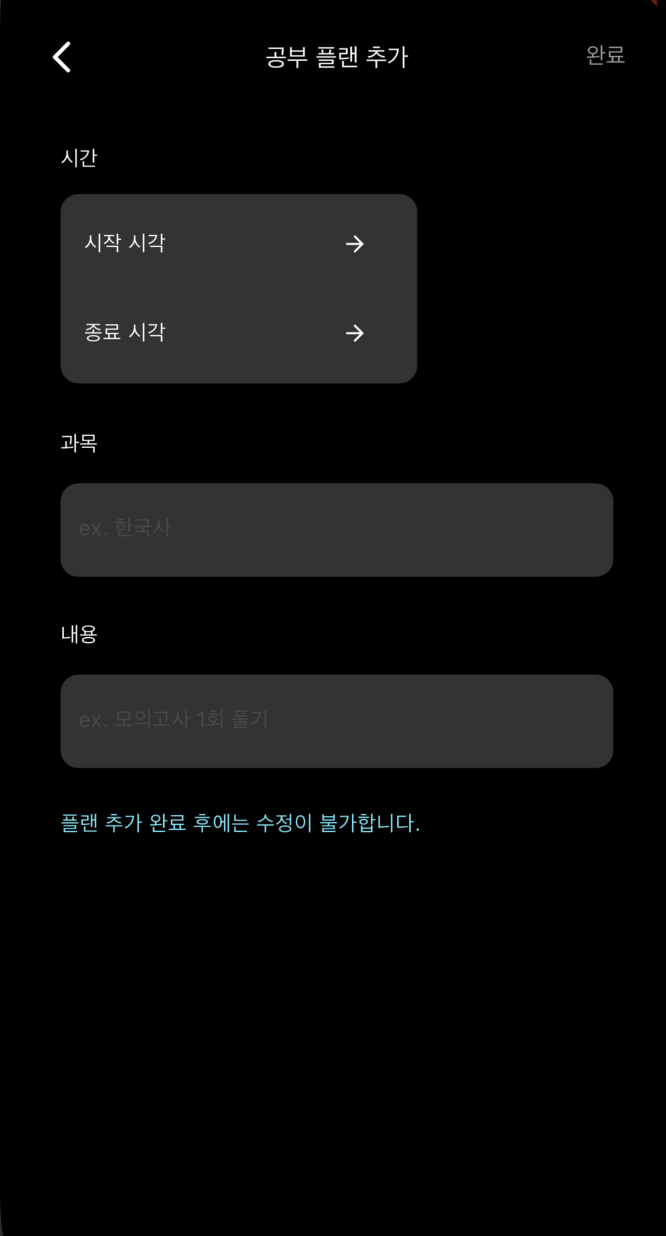 공부 플랜 추가
완료
시간
시작 시각
종료 시각
과목
ex. 한국사
내용
ex. 모의고사 1회 풀기
플랜 추가 완료 후에는 수정이 불가합니다.